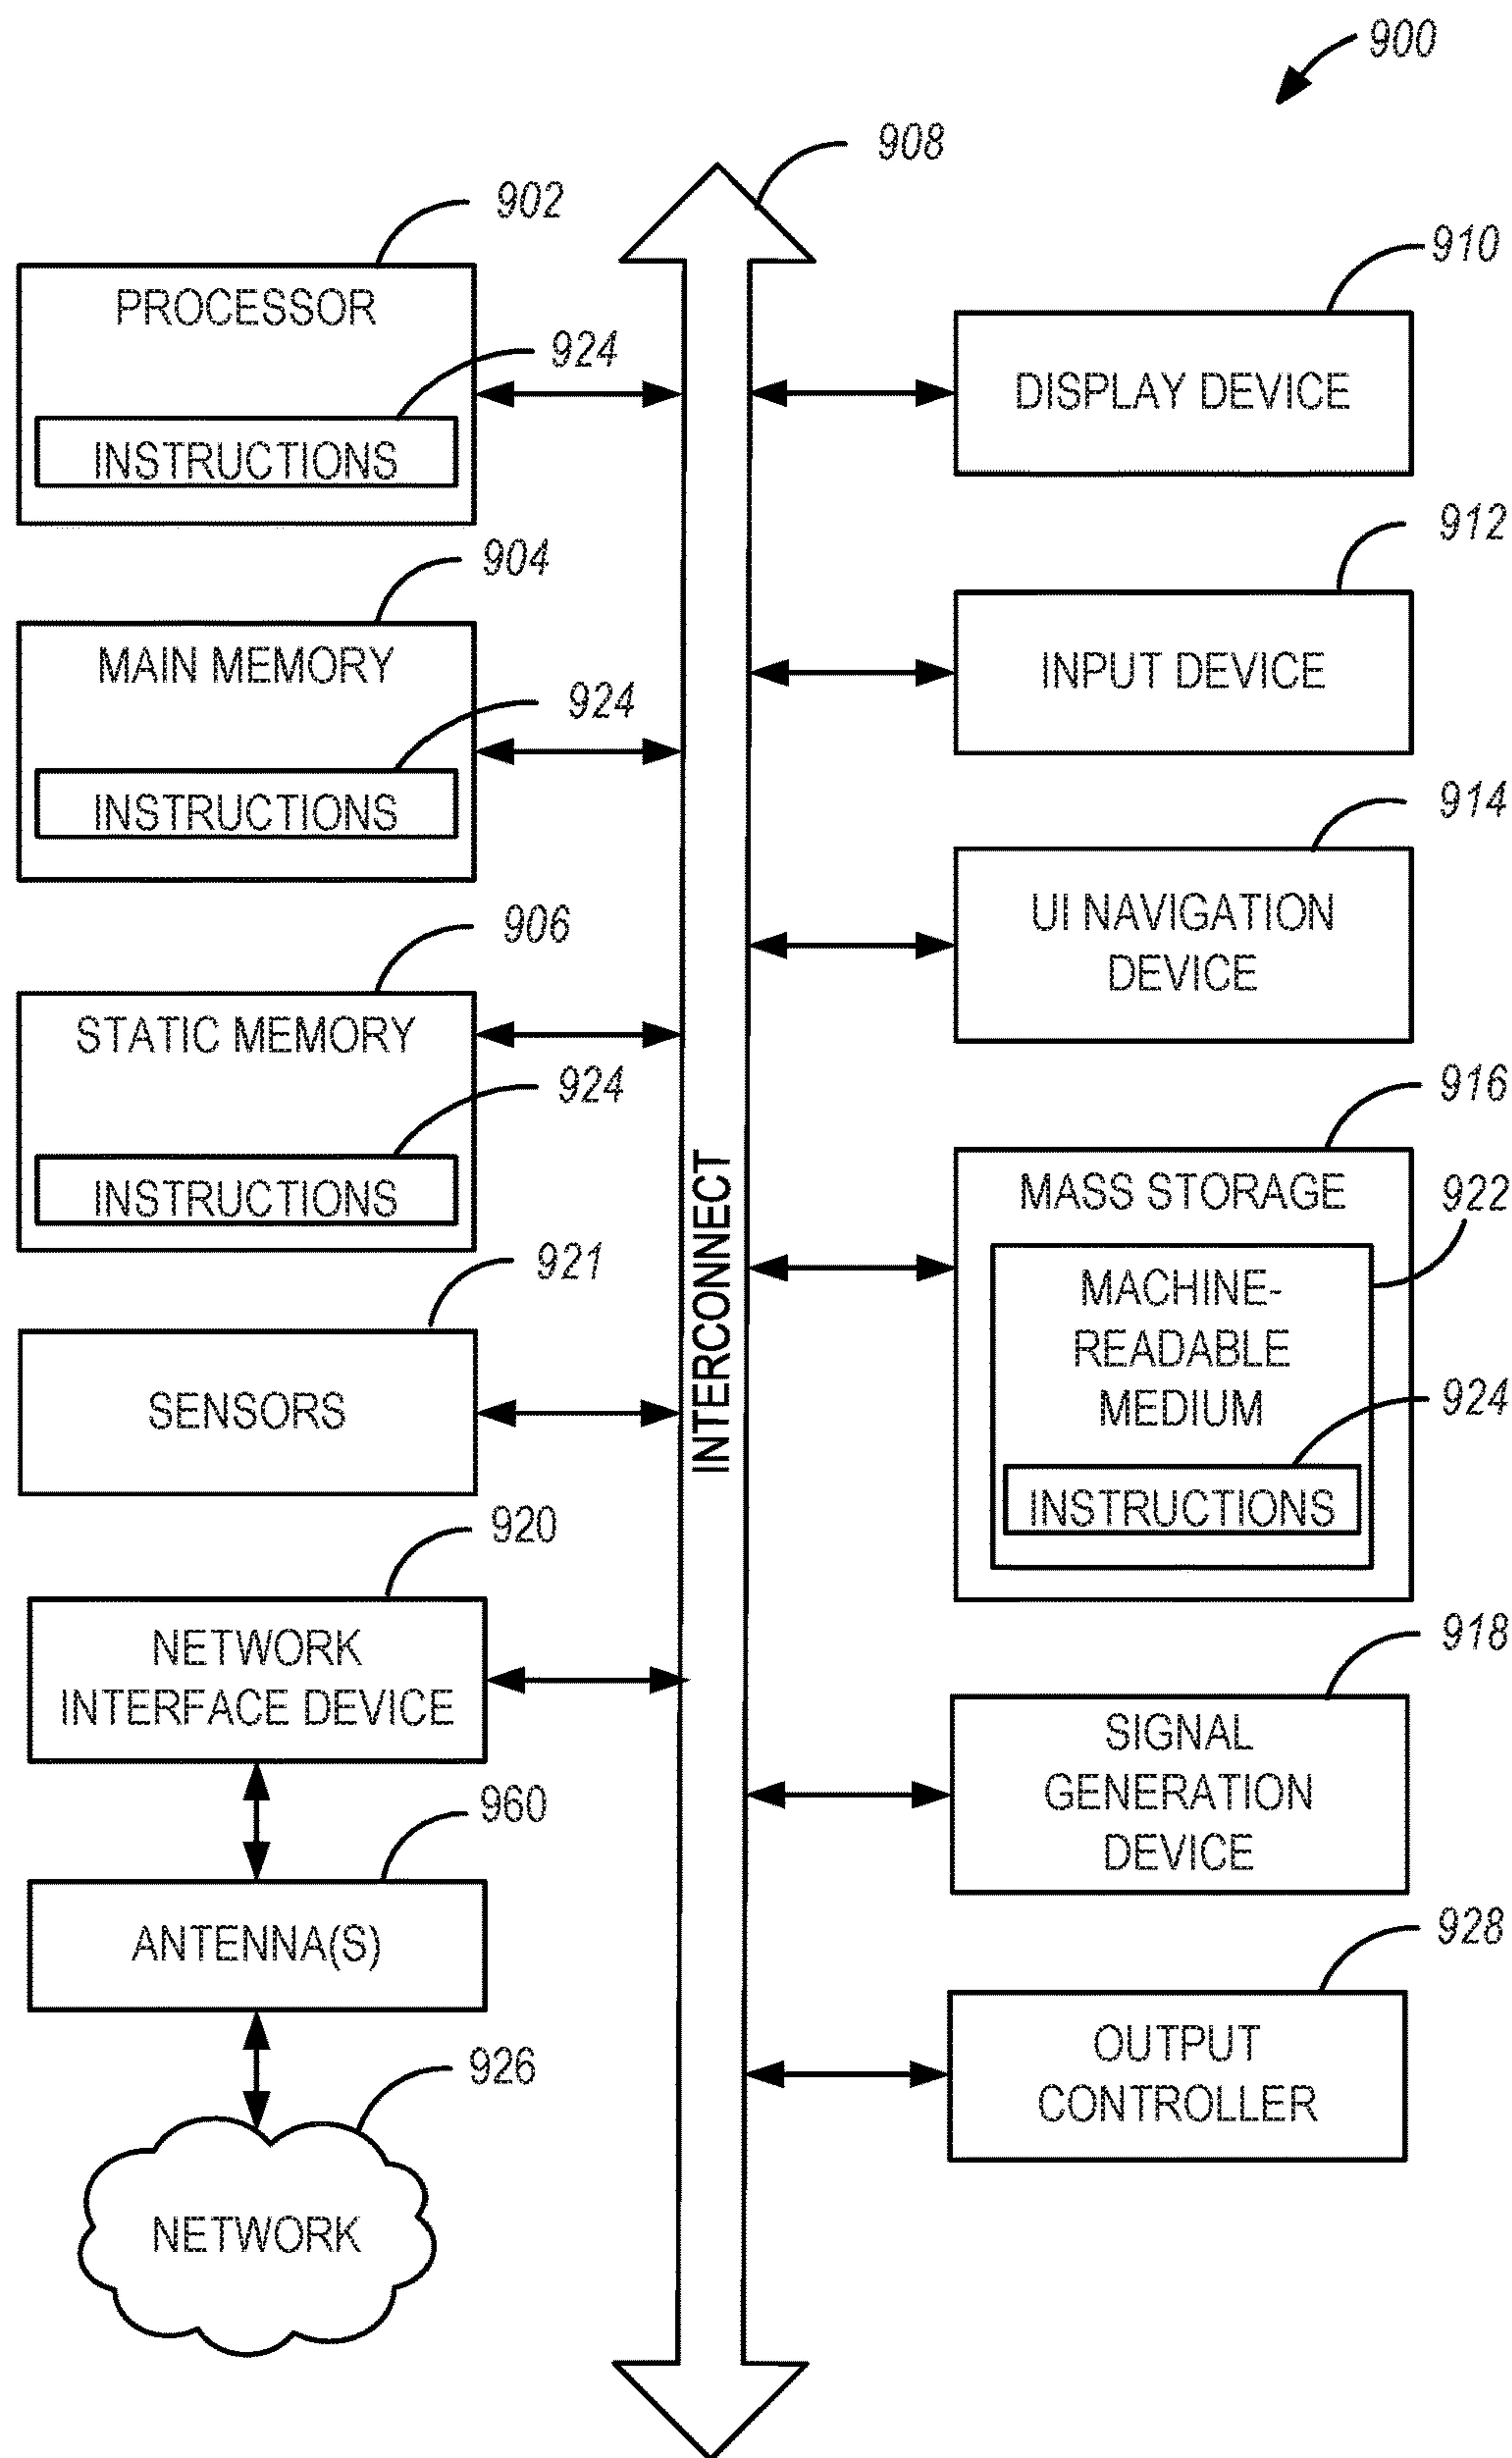 900
908
902
PROCESSOR
924
INSTRUCTIONS
904
MAIN MEMORY
924
INSTRUCTIONS
906
STATIC MEMORY
924
INSTRUCTIONS
921
SENSORS
920
NETWORK
INTERFACE DEVICE
960
ANTENNA(S)
926
NETWORK
INTERCONNECT
910
DISPLAY DEVICE
912
INPUT DEVICE
914
UI NAVIGATION
DEVICE
916
MASS STORAGE
922
MACHINE-
READABLE
MEDIUM
924
INSTRUCTIONS
918
SIGNAL
GENERATION
DEVICE
928
OUTPUT
CONTROLLER